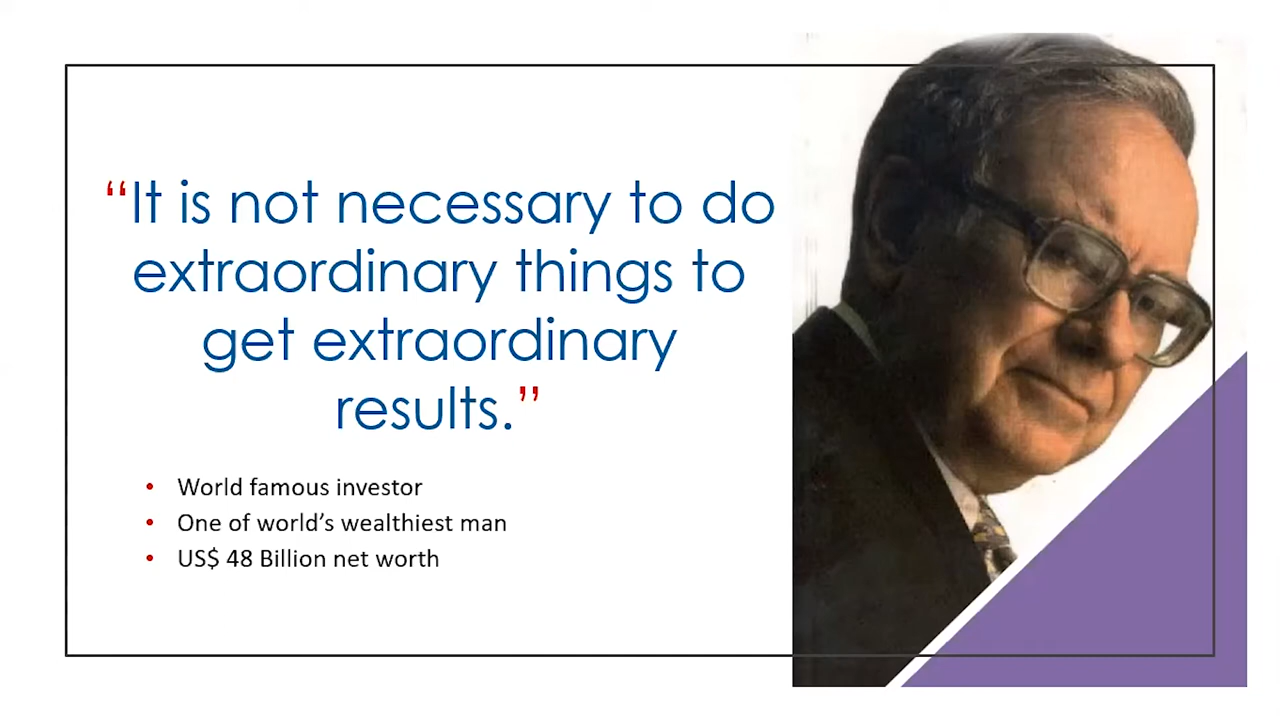 “It is not necessary to do
extraordinary things to
get extraordinary
results.”
• World famous investor
• One of world’s wealthiest man
• US$ 48 Billion net worth